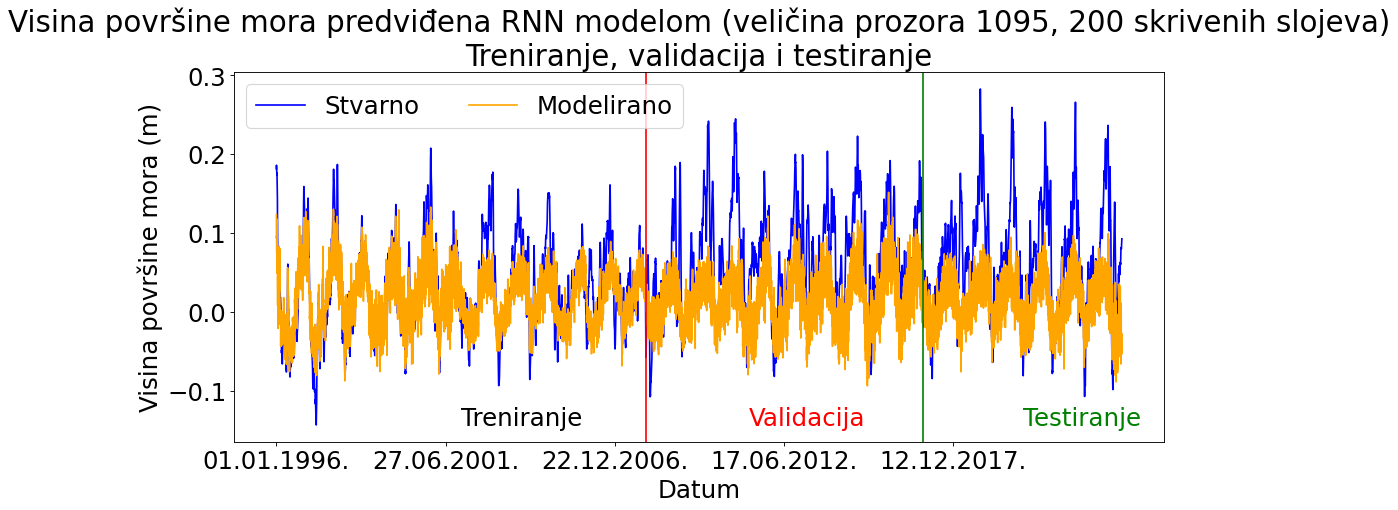 Visina površine mora predviđena RNN modelom (veličina prozora 1095, 200 skrivenih slojeva)
Treniranje, validacija i testiranje
Stvarno Modelirano
Visina površine mora (m)
0.3
0.2
0.1
0.0
−0.1
Treniranje Validacija Testiranje
01.01.1996. 27.06.2001. 22.12.2006. 17.06.2012. 12.12.2017.
Datum